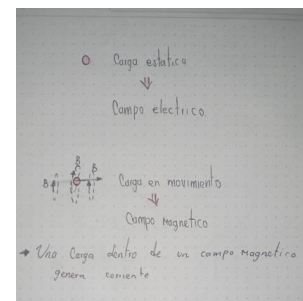 Carga estatica
⇓
Campo electrico
B B B
Carga en movimiento
⇓
Campo Magnetico
→ Una Carga dentro de un campo Magnetico
genera corriente